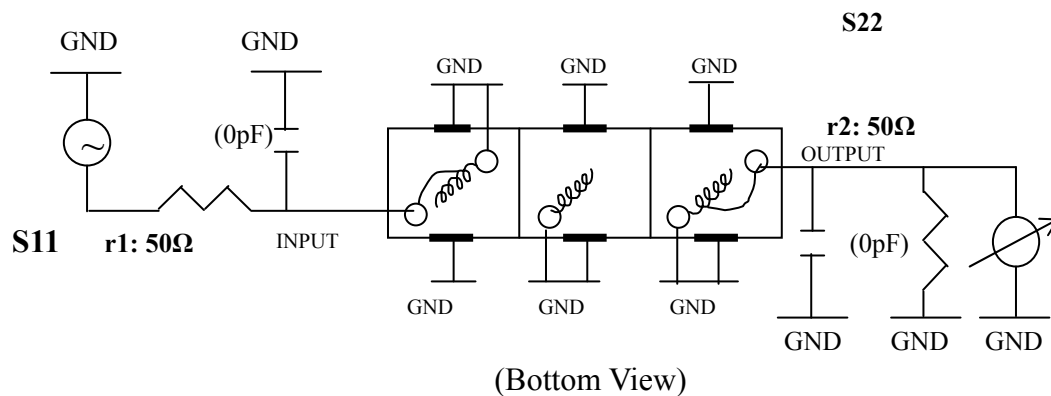 S22
GND
GND
GND
GND
GND
(0pF)
r2: 50Ω
OUTPUT
S11
r1: 50Ω
INPUT
(0pF)
GND
GND
GND
GND
GND
GND
(Bottom View)